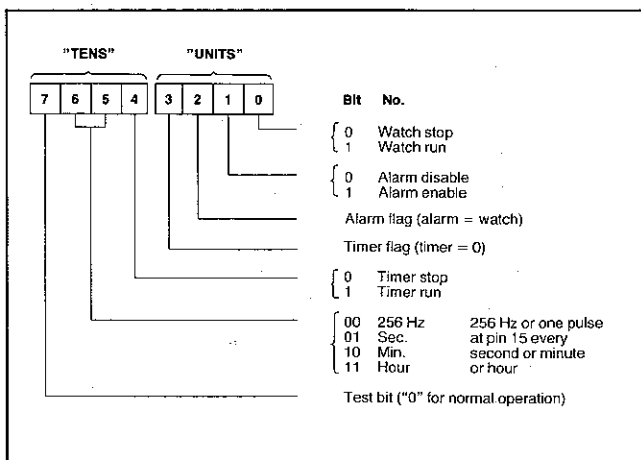 "TENS" "UNITS"
7 6 5 4 3 2 1 0
Bit No.
0 Watch stop
1 Watch run
0 Alarm disable
1 Alarm enable
Alarm flag (alarm = watch)
Timer flag (timer = 0)
0 Timer stop
1 Timer run
00 256 Hz 256 Hz or one pulse
01 Sec. at pin 15 every
10 Min. second or minute
11 Hour or hour
Test bit ("0" for normal operation)